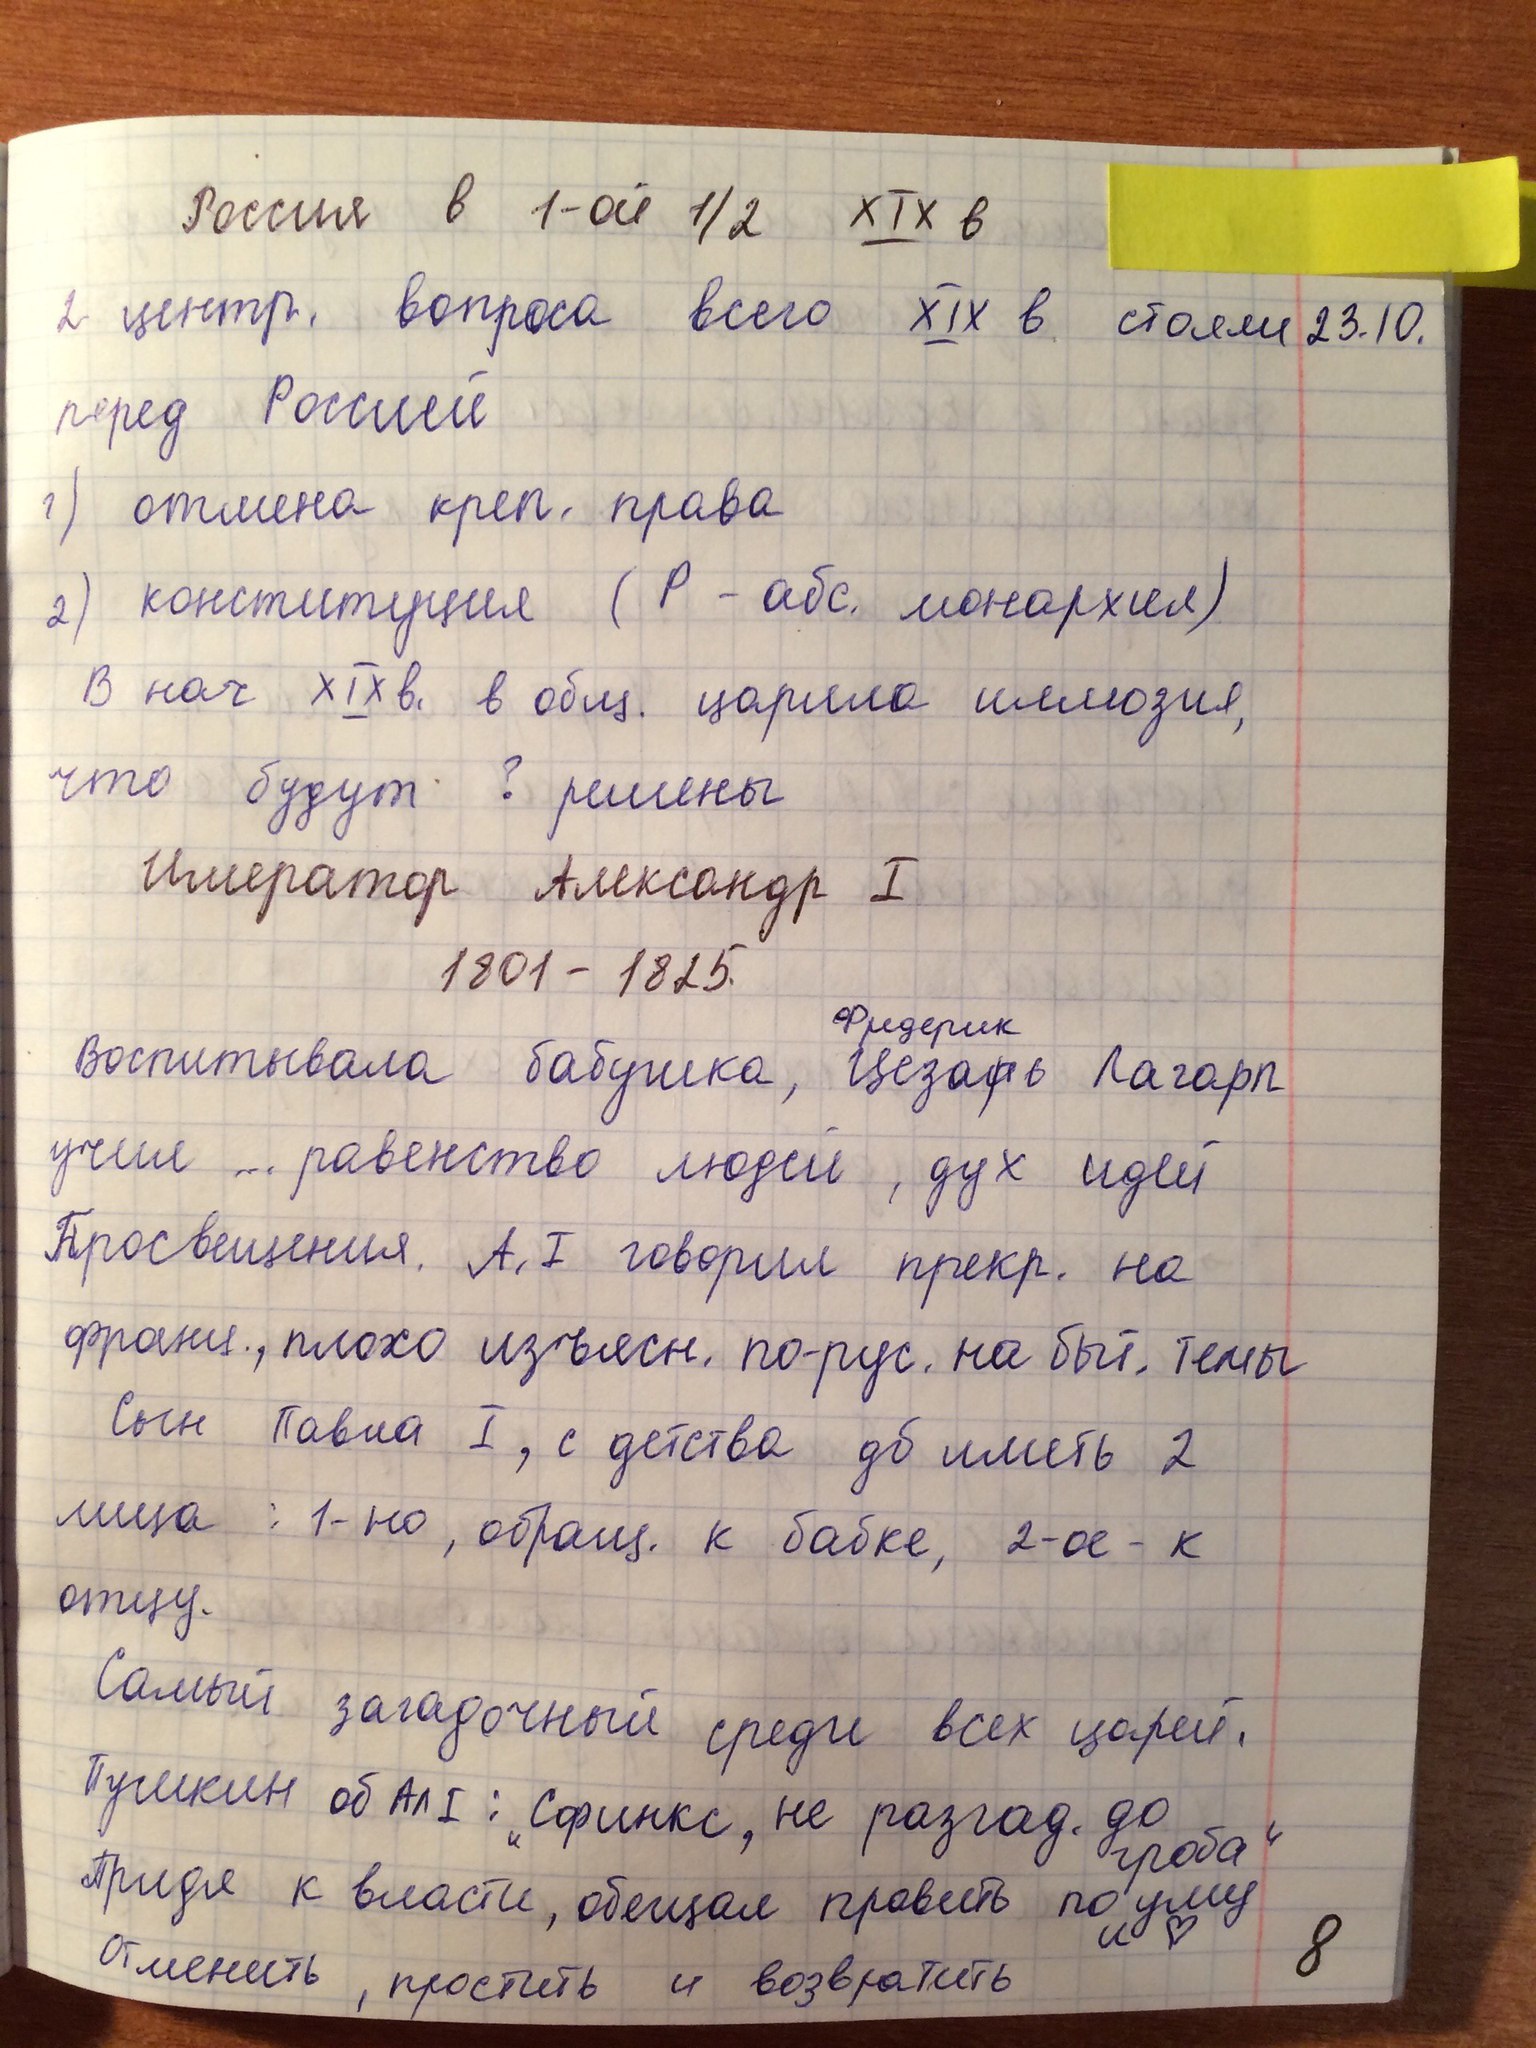 Россия в 1-ой 1/2 XIX в
2 центр. вопроса всего XIX в. стояли 23.10.
перед Россией
1) отмена креп. права
2) конституция (Р - абс. монархия)
В нач XIX в. в общ. царила иллюзия,
что будут ? решены
Император Александр I
1801 - 1825.
Фридерик
Воспитывала бабушка, Цезарь Лагарп
учил ... равенство людей, дух идей
Просвещения. А. I говорил прекр. на
франц., плохо изъясн. по-рус. на быт. темы
Сын Павла I, с детства дб иметь 2
лица : 1-но, обращ. к бабке, 2-ое - к
отцу.
Самый загадочный среди всех царей.
Пушкин об Ал I : „Сфинкс, не разгад. до
гроба“
Придя к власти, обещал править по уму
и ♡
Отменить, простить и возвратить
8